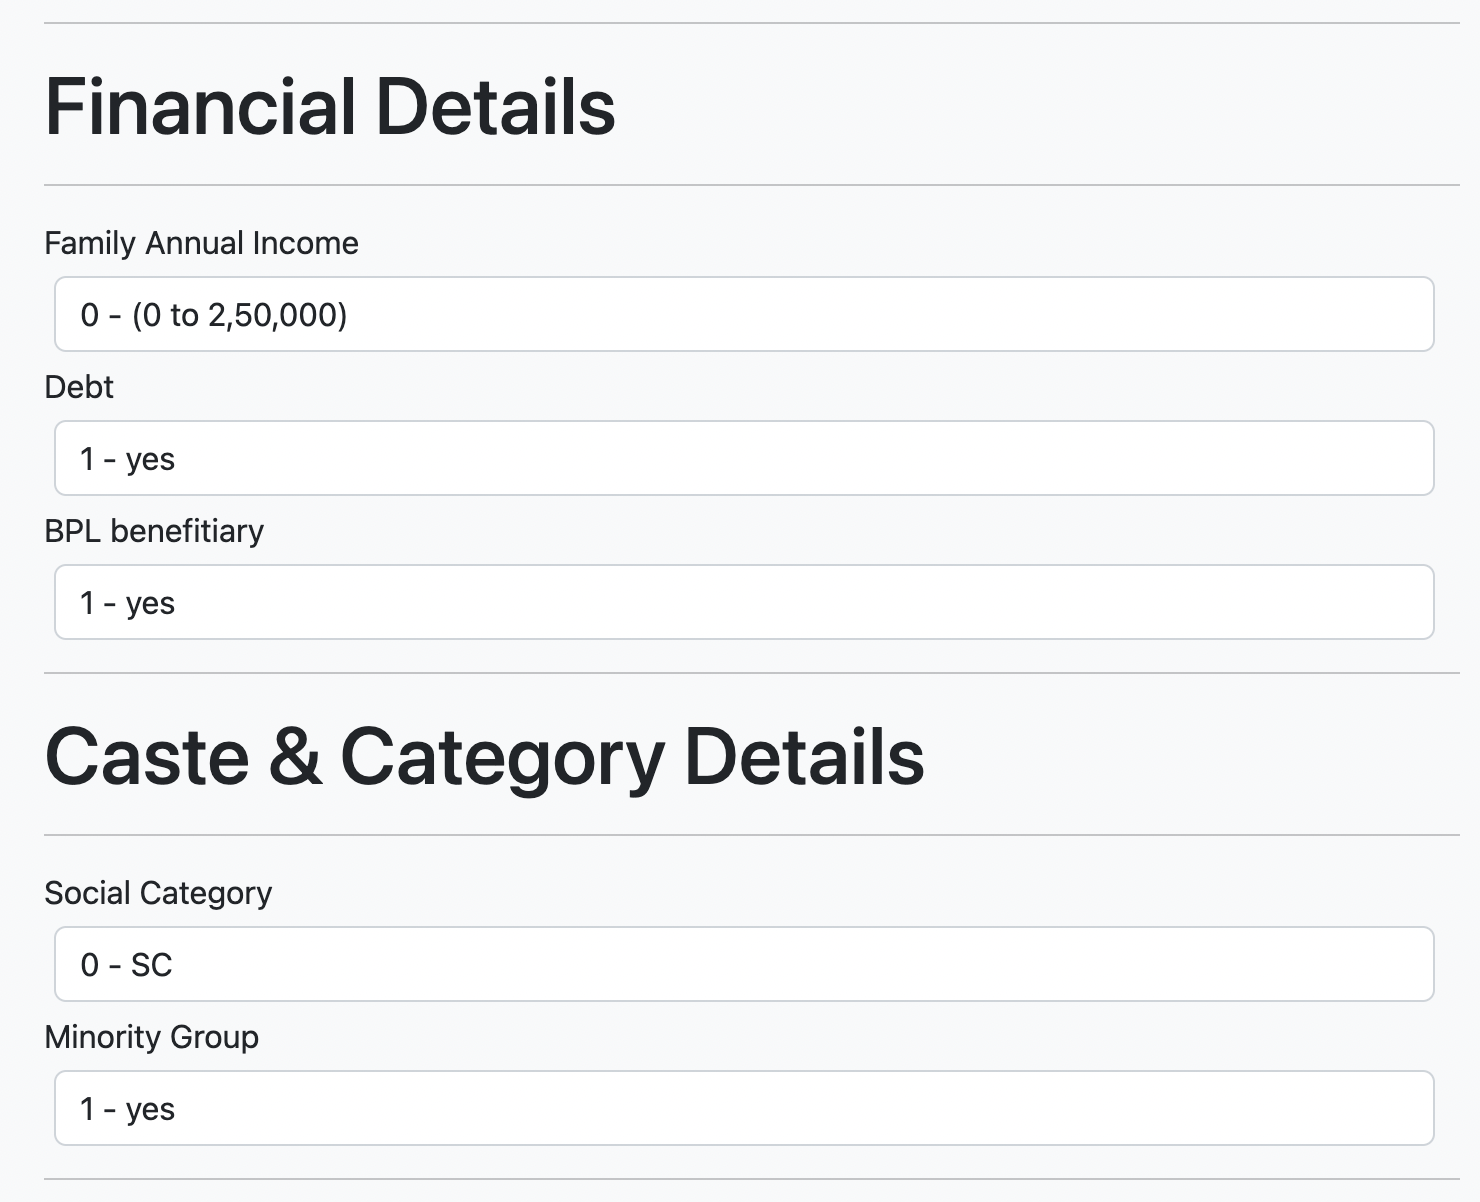 Financial Details
Family Annual Income
0 - (0 to 2,50,000)
Debt
1 - yes
BPL benefitiary
1 - yes
Caste & Category Details
Social Category
0 - SC
Minority Group
1 - yes